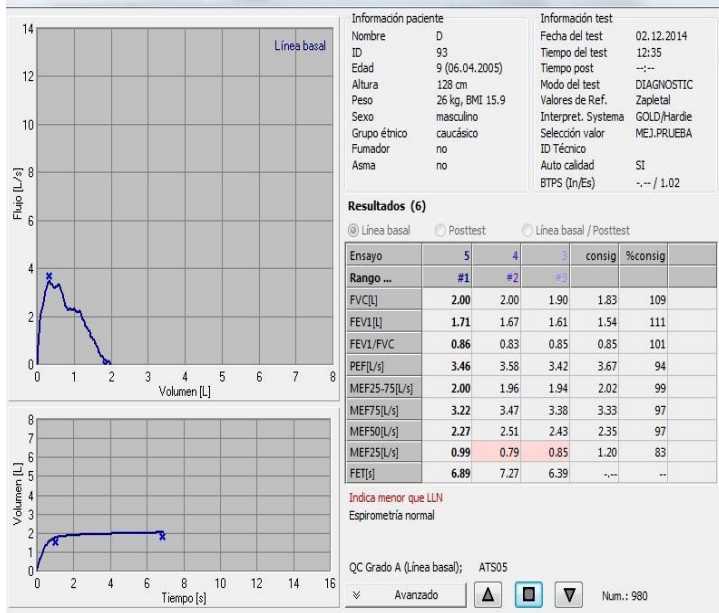 Línea basal
Flujo [L/s]
14
12
10
8
6
4
2
0
0 1 2 3 4 5 6 7 8
Volumen [L]
Volumen [L]
8
7
6
5
4
3
2
1
0
0 2 4 6 8 10 12 14 16
Tiempo [s]
Información paciente
Nombre D
ID 93
Edad 9 (06.04.2005)
Altura 128 cm
Peso 26 kg, BMI 15.9
Sexo masculino
Grupo étnico caucásico
Fumador no
Asma no
Información test
Fecha del test 02.12.2014
Tiempo del test 12:35
Tiempo post --:--
Modo del test DIAGNOSTIC
Valores de Ref. Zapletal
Interpret. Systema GOLD/Hardie
Selección valor MEJ.PRUEBA
ID Técnico
Auto calidad SI
BTPS (In/Es) -.-- / 1.02
Resultados (6)
Línea basal Posttest Línea basal / Posttest
Ensayo 5 4 3 consig %consig
Rango ... #1 #2 #3
FVC[L] 2.00 2.00 1.90 1.83 109
FEV1[L] 1.71 1.67 1.61 1.54 111
FEV1/FVC 0.86 0.83 0.85 0.85 101
PEF[L/s] 3.46 3.58 3.42 3.67 94
MEF25-75[L/s] 2.00 1.96 1.94 2.02 99
MEF75[L/s] 3.22 3.47 3.38 3.33 97
MEF50[L/s] 2.27 2.51 2.43 2.35 97
MEF25[L/s] 0.99 0.79 0.85 1.20 83
FET[s] 6.89 7.27 6.39 -.-- --
Indica menor que LLN
Espirometría normal
QC Grado A (Línea basal); ATS05
Avanzado Num.: 980